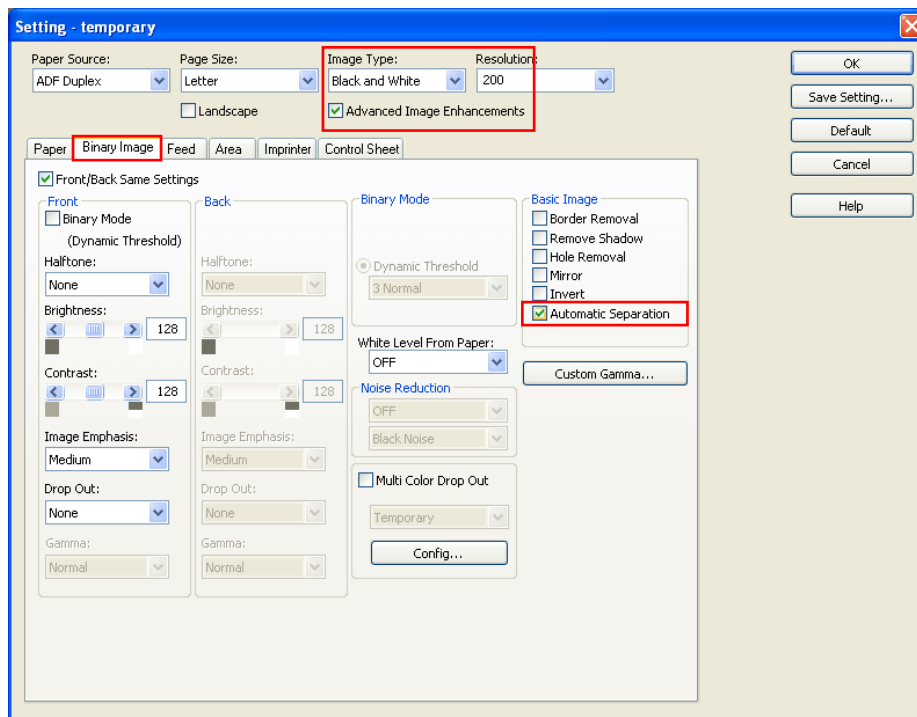 Setting - temporary
Paper Source: Page Size: Image Type: Resolution:
ADF Duplex Letter Black and White 200
Landscape Advanced Image Enhancements
OK
Save Setting...
Default
Cancel
Help
Paper Binary Image Feed Area Imprinter Control Sheet
Front/Back Same Settings
Front
Binary Mode
(Dynamic Threshold)
Halftone:
None
Brightness:
128
Contrast:
128
Image Emphasis:
Medium
Drop Out:
None
Gamma:
Normal
Back
Halftone:
None
Brightness:
128
Contrast:
128
Image Emphasis:
Medium
Drop Out:
None
Gamma:
Normal
Binary Mode
Dynamic Threshold
3 Normal
White Level From Paper:
OFF
Noise Reduction
OFF
Black Noise
Multi Color Drop Out
Temporary
Config...
Basic Image
Border Removal
Remove Shadow
Hole Removal
Mirror
Invert
Automatic Separation
Custom Gamma...